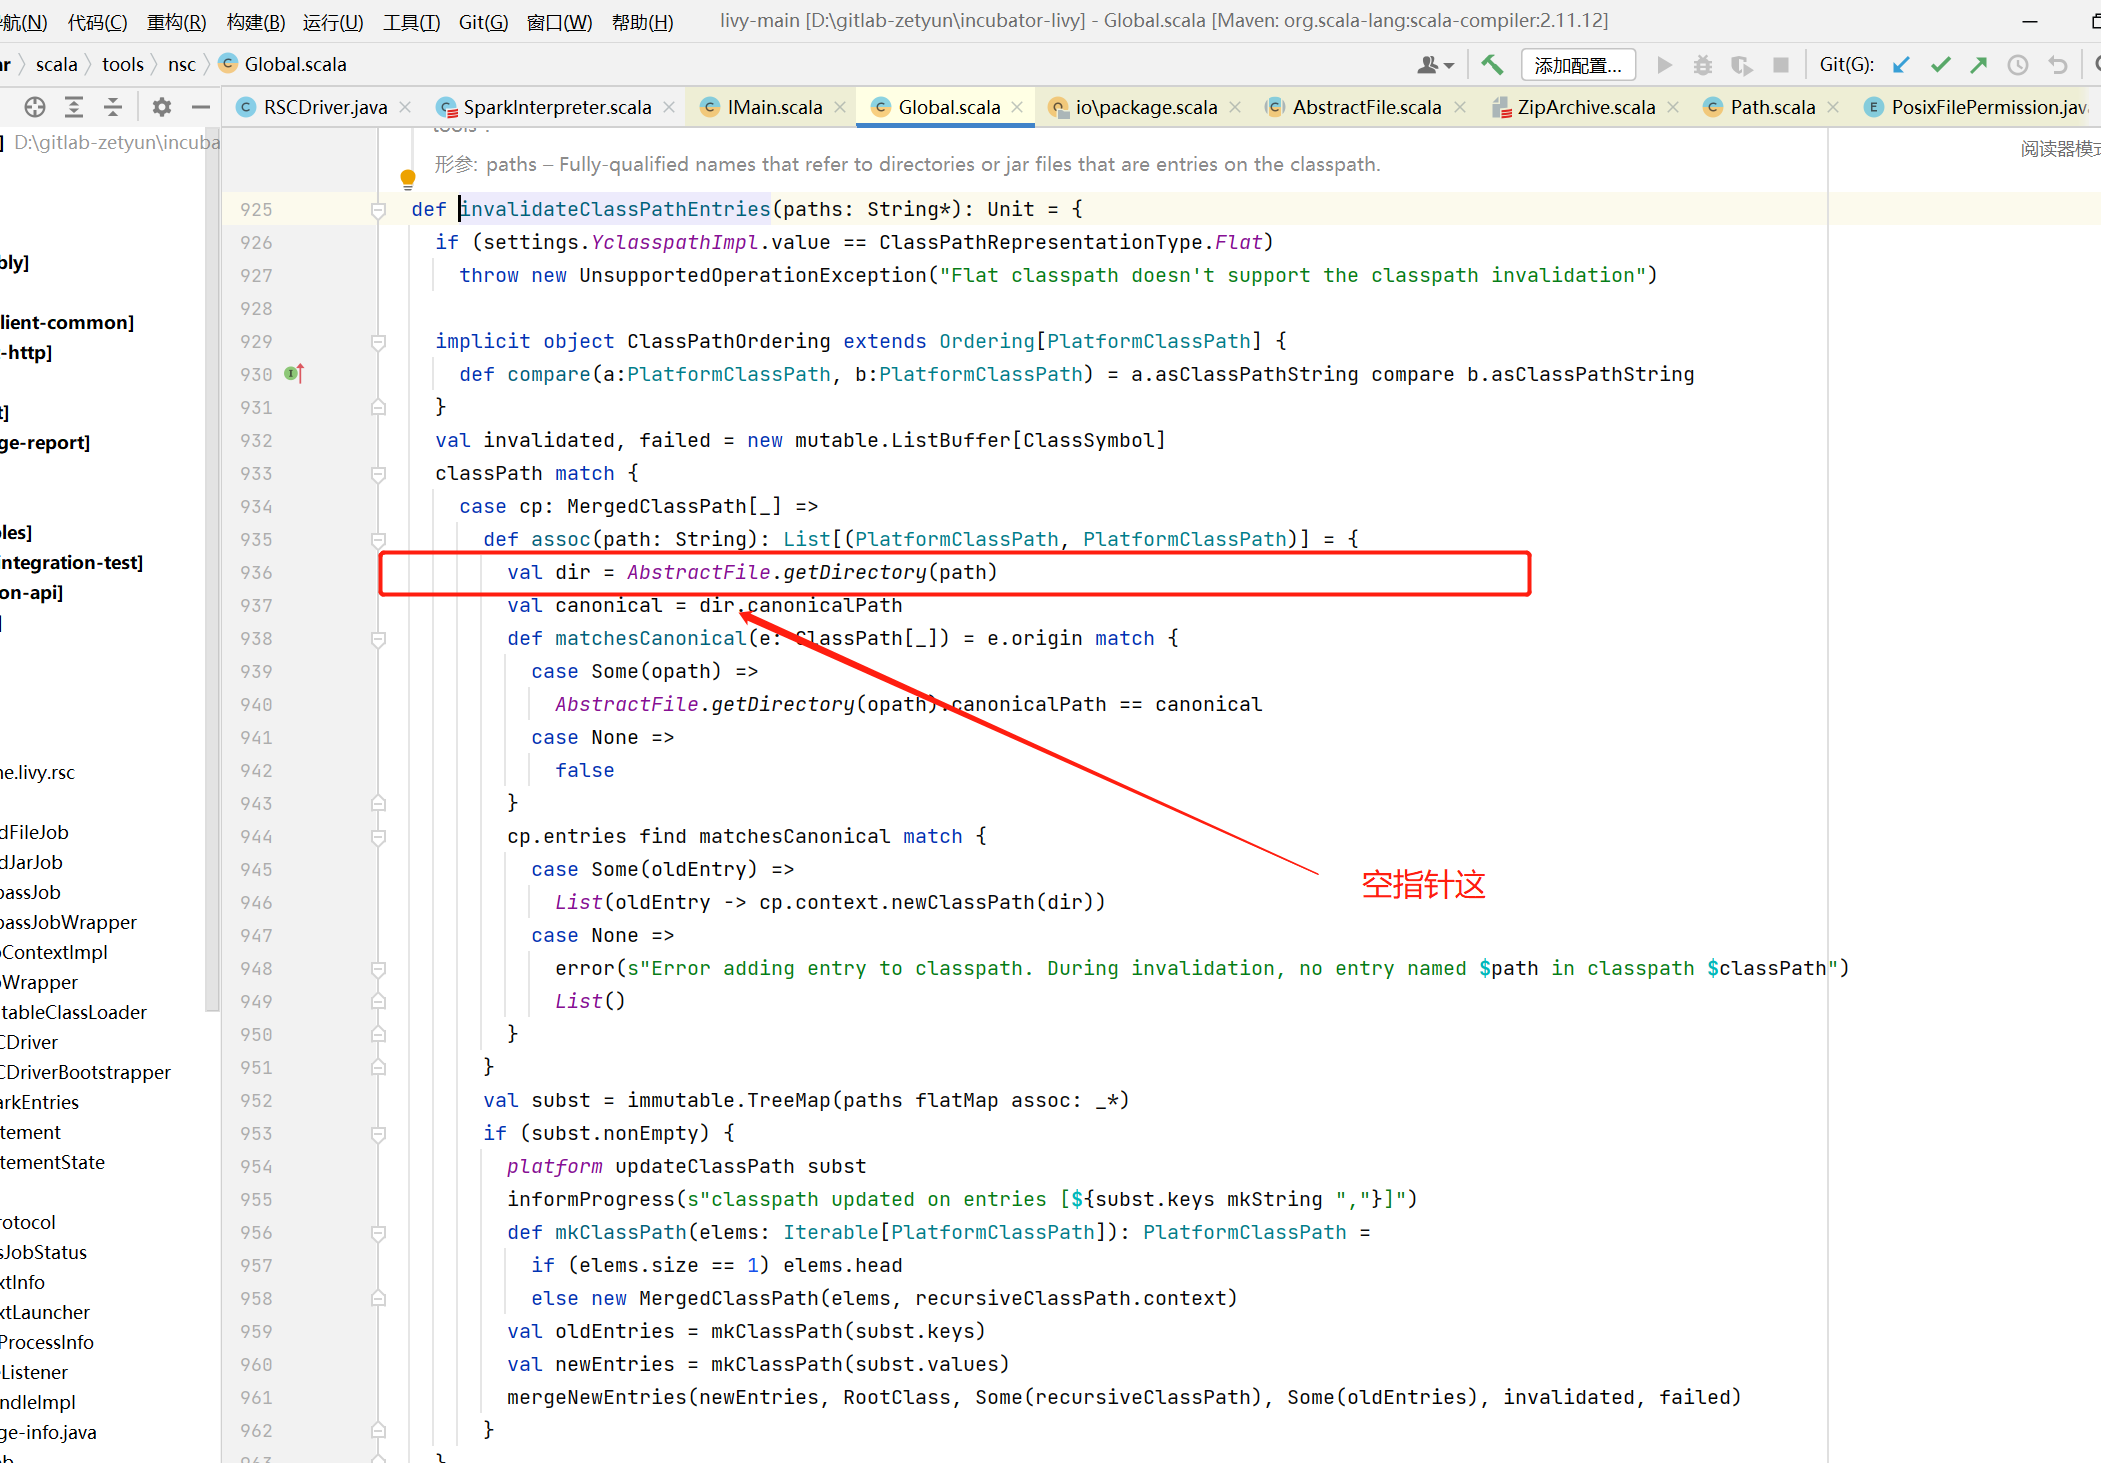 航(N) 代码(C) 重构(R) 构建(B) 运行(U) 工具(T) Git(G) 窗口(W) 帮助(H) livy-main [D:\gitlab-zetyun\incubator-livy] - Global.scala [Maven: org.scala-lang:scala-compiler:2.11.12]
ar scala tools nsc Global.scala 添加配置... Git(G):
RSCDriver.java SparkInterpreter.scala IMain.scala Global.scala io\package.scala AbstractFile.scala ZipArchive.scala Path.scala PosixFilePermission.java
] D:\gitlab-zetyun\incuba
tools .
阅读器模式
形参: paths – Fully-qualified names that refer to directories or jar files that are entries on the classpath.
925 def invalidateClassPathEntries(paths: String*): Unit = {
926 if (settings.YclasspathImpl.value == ClassPathRepresentationType.Flat)
927 throw new UnsupportedOperationException("Flat classpath doesn't support the classpath invalidation")
928
929 implicit object ClassPathOrdering extends Ordering[PlatformClassPath] {
930 def compare(a:PlatformClassPath, b:PlatformClassPath) = a.asClassPathString compare b.asClassPathString
931 }
932 val invalidated, failed = new mutable.ListBuffer[ClassSymbol]
933 classPath match {
934 case cp: MergedClassPath[_] =>
935 def assoc(path: String): List[(PlatformClassPath, PlatformClassPath)] = {
936 val dir = AbstractFile.getDirectory(path)
937 val canonical = dir.canonicalPath
938 def matchesCanonical(e: ClassPath[_]) = e.origin match {
939 case Some(opath) =>
940 AbstractFile.getDirectory(opath).canonicalPath == canonical
941 case None =>
942 false
943 }
944 cp.entries find matchesCanonical match {
945 case Some(oldEntry) =>
946 List(oldEntry -> cp.context.newClassPath(dir))
947 case None =>
948 error(s"Error adding entry to classpath. During invalidation, no entry named $path in classpath $classPath")
949 List()
950 }
951 }
952 val subst = immutable.TreeMap(paths flatMap assoc: _*)
953 if (subst.nonEmpty) {
954 platform updateClassPath subst
955 informProgress(s"classpath updated on entries [${subst.keys mkString ","}]")
956 def mkClassPath(elems: Iterable[PlatformClassPath]): PlatformClassPath =
957 if (elems.size == 1) elems.head
958 else new MergedClassPath(elems, recursiveClassPath.context)
959 val oldEntries = mkClassPath(subst.keys)
960 val newEntries = mkClassPath(subst.values)
961 mergeNewEntries(newEntries, RootClass, Some(recursiveClassPath), Some(oldEntries), invalidated, failed)
962 }
963 }
空指针这
bly]
lient-common]
-http]
t]
ge-report]
les]
integration-test]
on-api]
]
he.livy.rsc
dFileJob
dJarJob
passJob
passJobWrapper
oContextImpl
oWrapper
tableClassLoader
CDriver
CDriverBootstrapper
arkEntries
tement
tementState
rotocol
sJobStatus
xtInfo
xtLauncher
ProcessInfo
eListener
ndleImpl
ge-info.java
ob